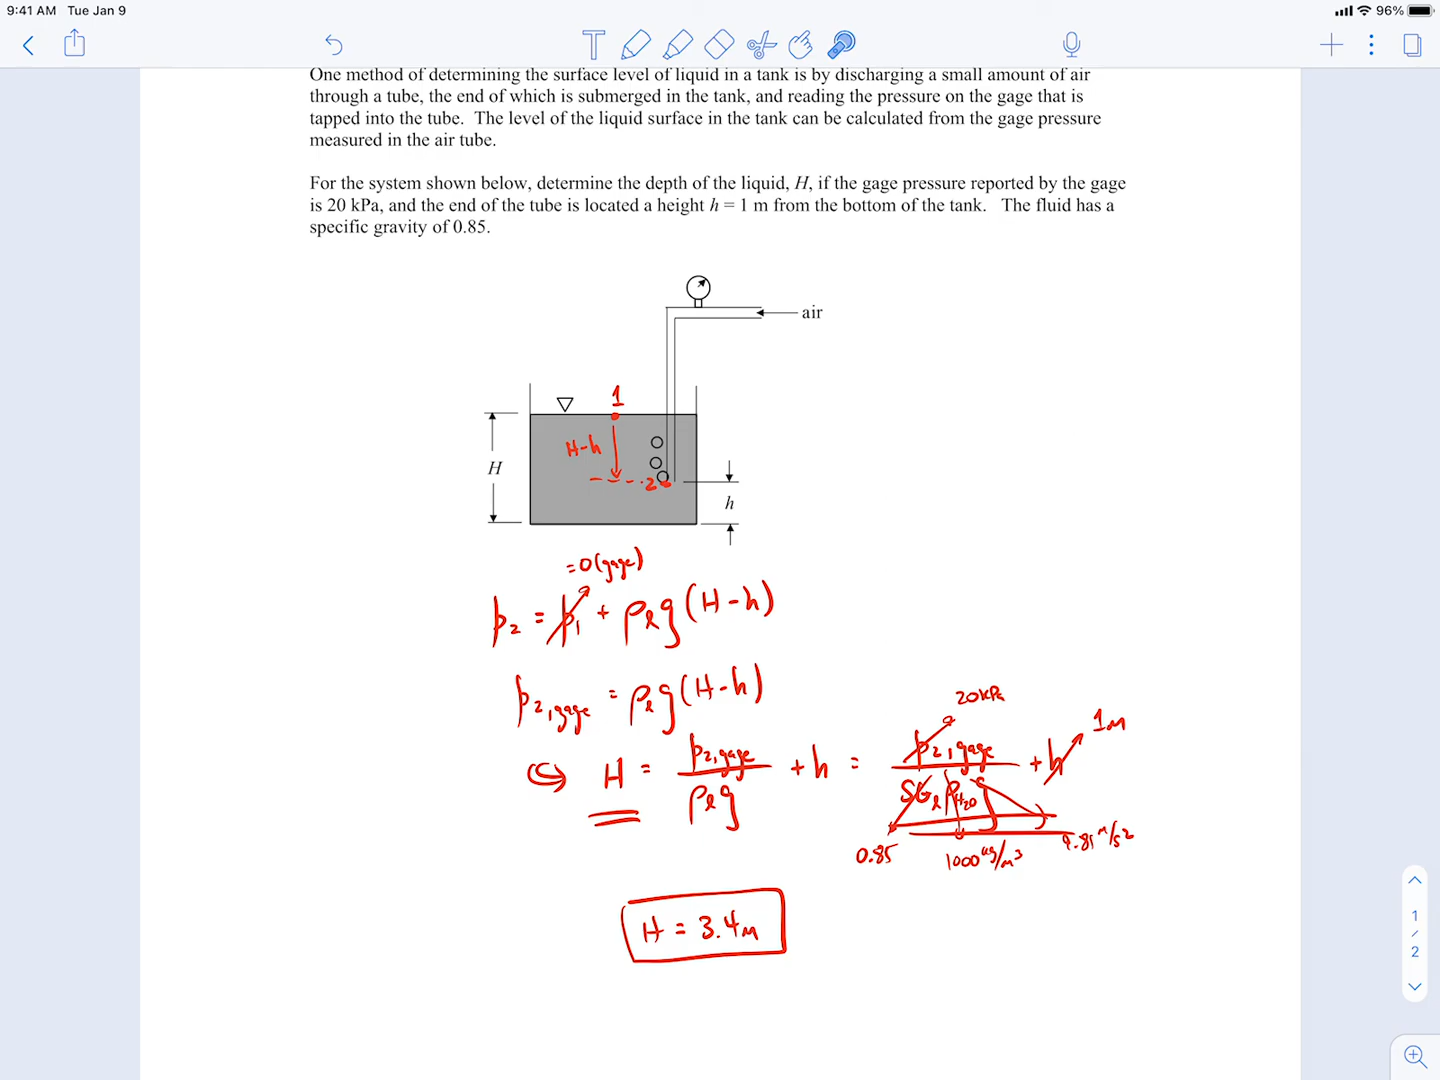 9:41 AM Tue Jan 9 96%
One method of determining the surface level of liquid in a tank is by discharging a small amount of air
through a tube, the end of which is submerged in the tank, and reading the pressure on the gage that is
tapped into the tube. The level of the liquid surface in the tank can be calculated from the gage pressure
measured in the air tube.
For the system shown below, determine the depth of the liquid, H, if the gage pressure reported by the gage
is 20 kPa, and the end of the tube is located a height h = 1 m from the bottom of the tank. The fluid has a
specific gravity of 0.85.
air
1
H-h
H
2
h
=0(gage)
p₂ = p₁ + ρₗg(H-h)
p₂,gage = ρₗg(H-h)
20kPa
1m
H = p₂,gage / ρₗg + h = p₂,gage / SGₗρH₂Og + h
0.85 1000 kg/m³ 9.81 m/s²
H = 3.4m
1
/
2